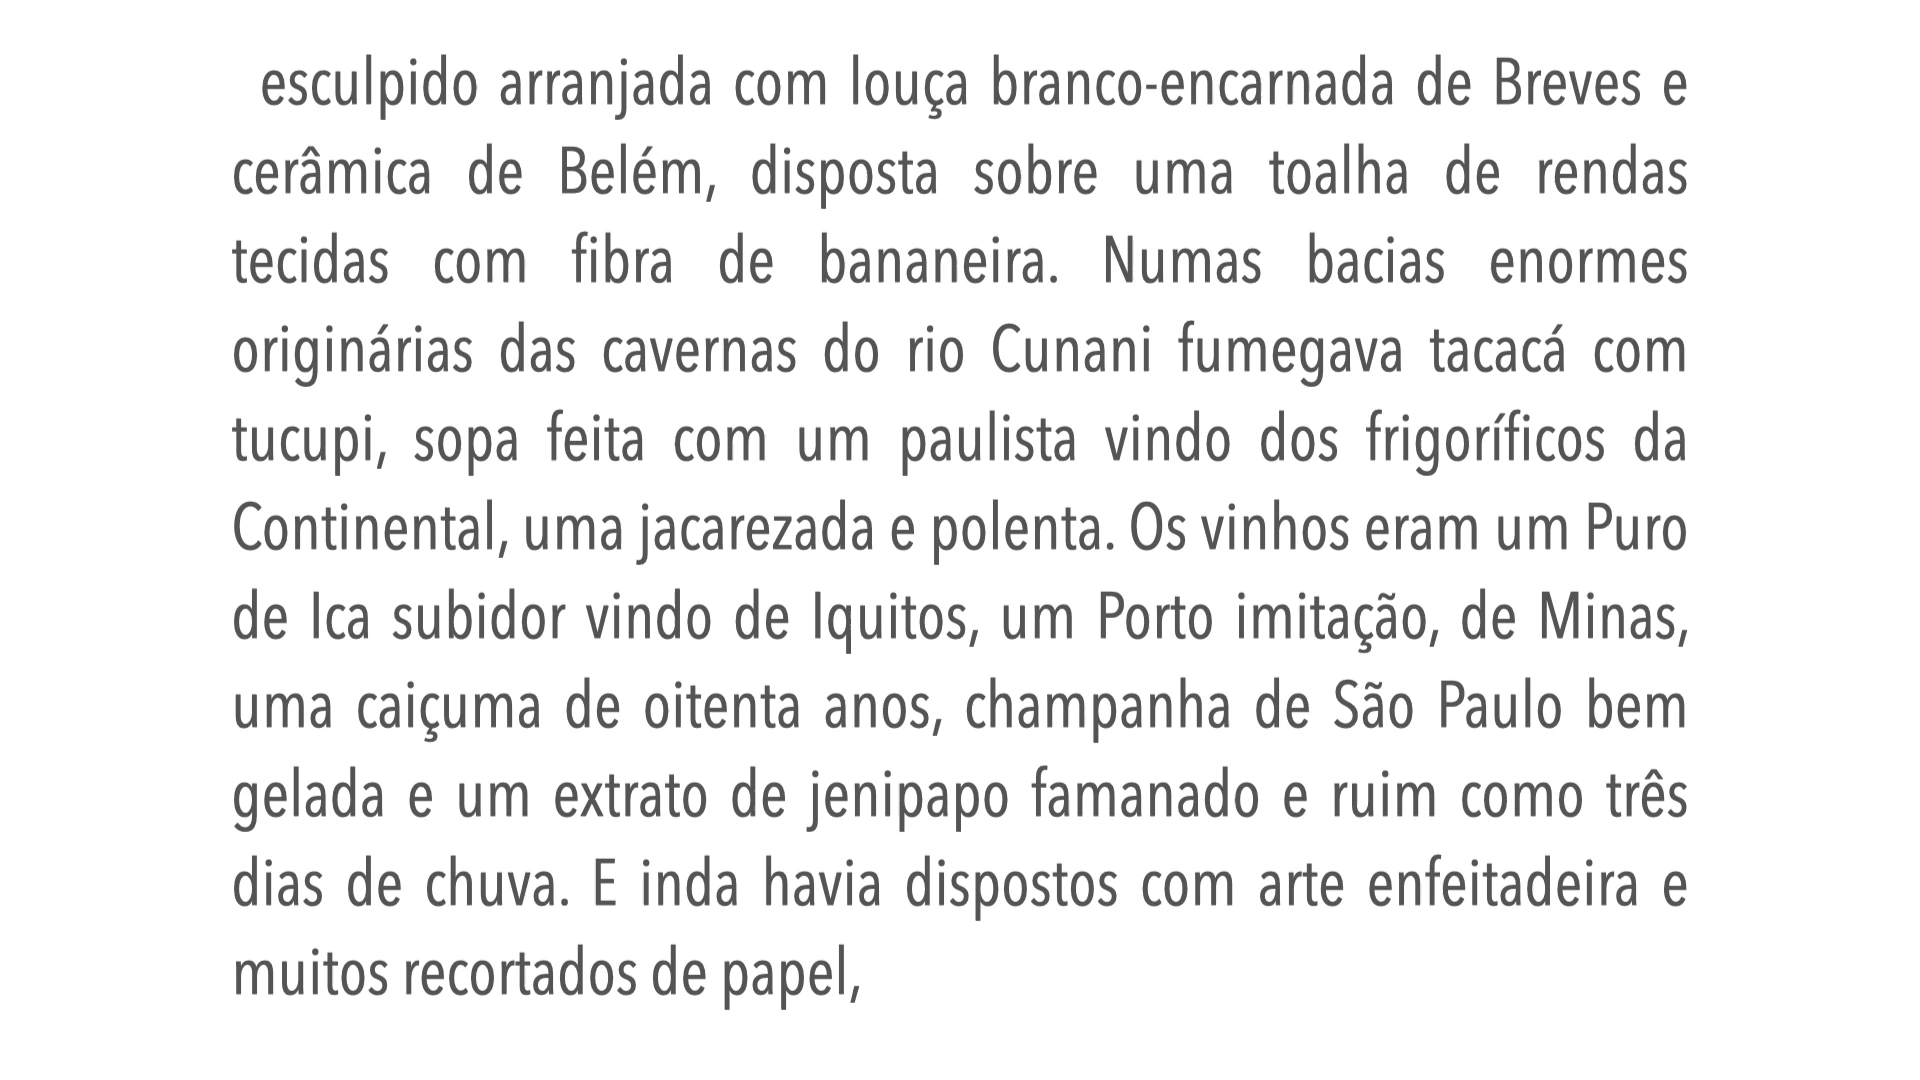 esculpido arranjada com louça branco-encarnada de Breves e
cerâmica de Belém, disposta sobre uma toalha de rendas
tecidas com fibra de bananeira. Numas bacias enormes
originárias das cavernas do rio Cunani fumegava tacacá com
tucupi, sopa feita com um paulista vindo dos frigoríficos da
Continental, uma jacarezada e polenta. Os vinhos eram um Puro
de Ica subidor vindo de Iquitos, um Porto imitação, de Minas,
uma caiçuma de oitenta anos, champanha de São Paulo bem
gelada e um extrato de jenipapo famanado e ruim como três
dias de chuva. E inda havia dispostos com arte enfeitadeira e
muitos recortados de papel,